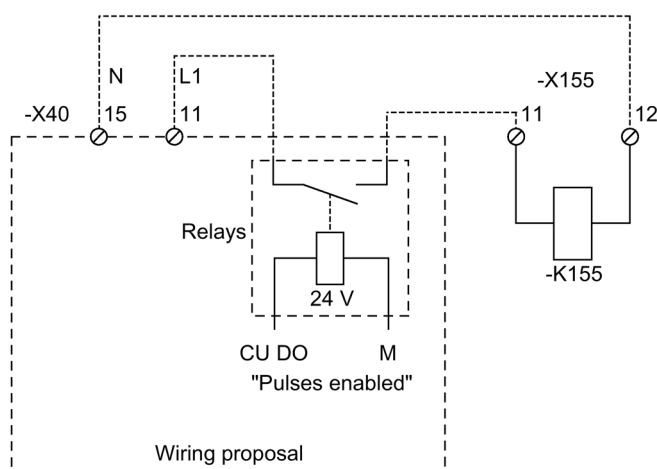 N L1 -X155
-X40 15 11 11 12
Relays
-K155
24 V
CU DO M
"Pulses enabled"
Wiring proposal